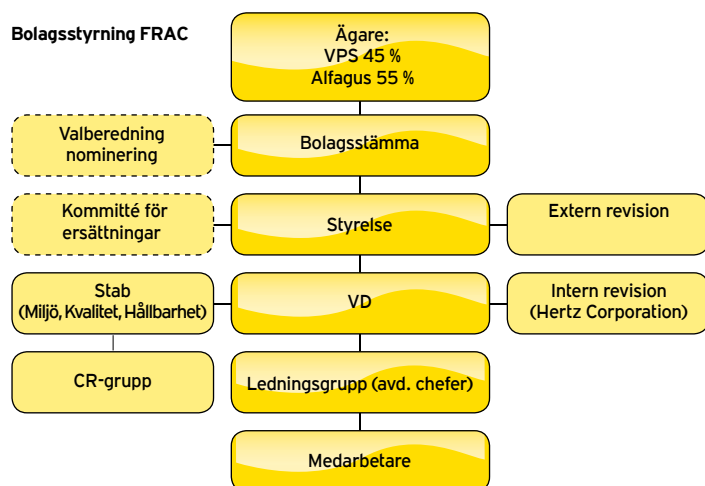 Bolagsstyrning FRAC
Ägare:
VPS 45 %
Alfagus 55 %
Valberedning
nominering
Bolagsstämma
Kommitté för
ersättningar
Styrelse
Extern revision
Stab
(Miljö, Kvalitet, Hållbarhet)
VD
Intern revision
(Hertz Corporation)
CR-grupp
Ledningsgrupp (avd. chefer)
Medarbetare